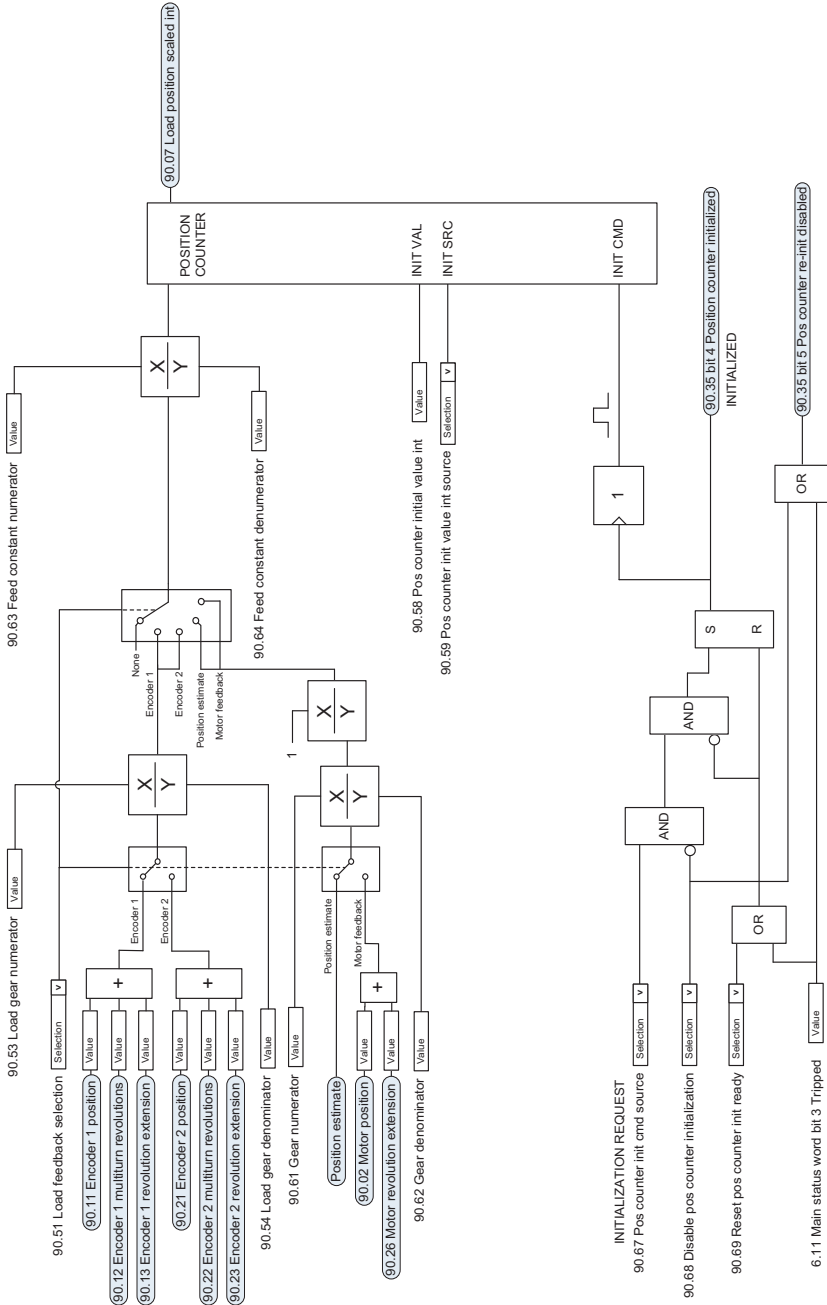 90.53 Load gear numerator
Value
90.63 Feed constant numerator
Value
90.51 Load feedback selection
Selection
v
90.11 Encoder 1 position
Value
90.12 Encoder 1 multiturn revolutions
Value
90.13 Encoder 1 revolution extension
Value
+
90.21 Encoder 2 position
Value
90.22 Encoder 2 multiturn revolutions
Value
90.23 Encoder 2 revolution extension
Value
+
90.54 Load gear denominator
Value
Encoder 1
Encoder 2
X
Y
None
Encoder 1
Encoder 2
Position estimate
Motor feedback
X
Y
90.64 Feed constant denumerator
Value
POSITION
COUNTER
90.07 Load position scaled int
90.61 Gear numerator
Value
Position estimate
90.02 Motor position
Value
90.26 Motor revolution extension
Value
+
90.62 Gear denominator
Value
Position estimate
Motor feedback
X
Y
1
X
Y
90.58 Pos counter initial value int
Value
INIT VAL
90.59 Pos counter init value int source
Selection
v
INIT SRC
INIT CMD
1
INITIALIZATION REQUEST
90.67 Pos counter init cmd source
Selection
v
90.68 Disable pos counter initialization
Selection
v
90.69 Reset pos counter init ready
Selection
v
6.11 Main status word bit 3 Tripped
Value
AND
AND
OR
S
R
90.35 bit 4 Position counter initialized
INITIALIZED
OR
90.35 bit 5 Pos counter re-init disabled